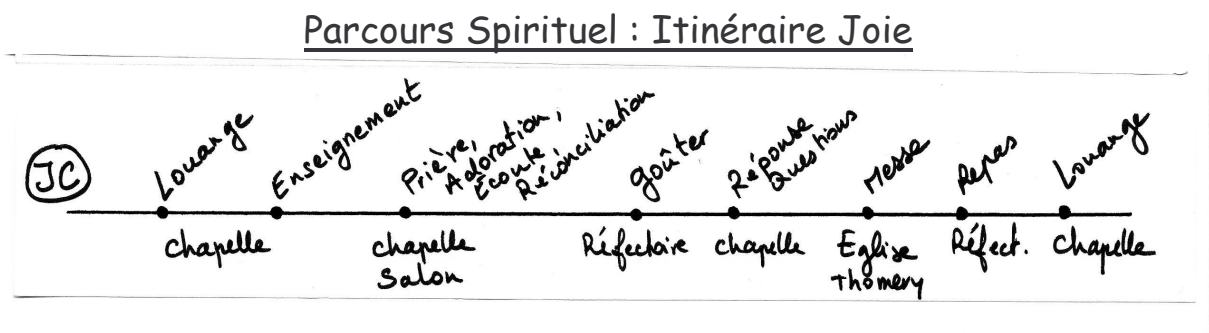 Parcours Spirituel : Itinéraire Joie
JC
Louange
Enseignement
Prière,
Adoration,
Écoute
Réconciliation
goûter
Réponse
Questions
Messe
Repas
Louange
chapelle
chapelle
Salon
Réfectoire
chapelle
Eglise
Thomery
Réfect.
chapelle